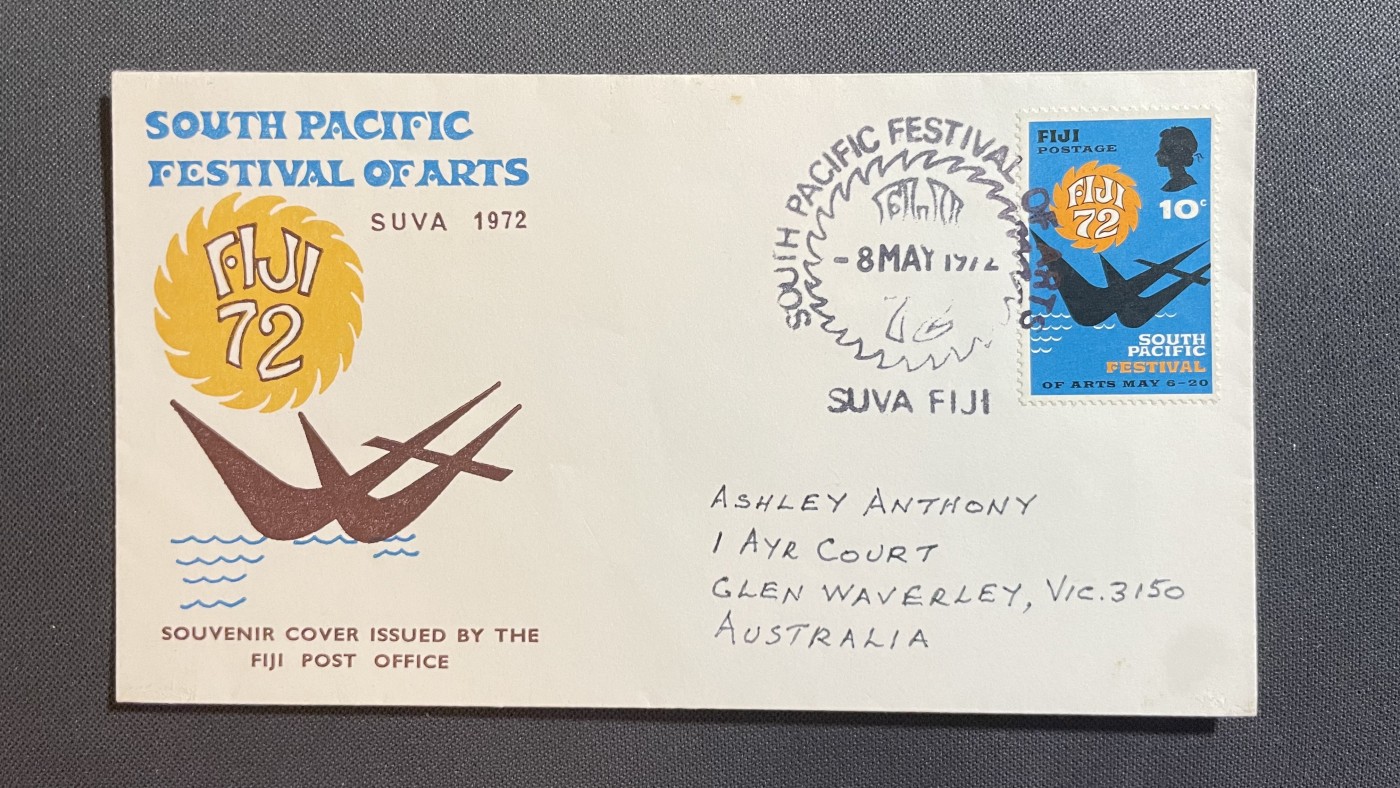 SOUTH PACIFIC
FESTIVAL OF ARTS
SUVA 1972
FIJI
72
SOUVENIR COVER ISSUED BY THE
FIJI POST OFFICE
SOUTH PACIFIC FESTIVAL OF ARTS
-8 MAY 1972
SUVA FIJI
FIJI
POSTAGE
FIJI
72
10c
SOUTH
PACIFIC
FESTIVAL
OF ARTS MAY 6-20
ASHLEY ANTHONY
1 AYR COURT
GLEN WAVERLEY, VIC. 3150
AUSTRALIA